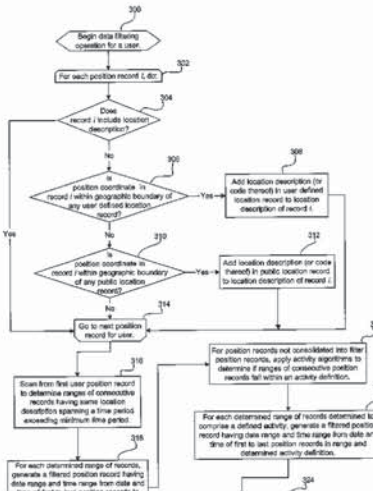 300
Begin data filtering
operation for a user.
302
For each position record i, do:
304
Does
record i include location
description?
No
Yes
306
Is
position coordinate in
record i within geographic boundary of
any user defined location
record?
Yes
308
Add location description (or
code thereof) in user defined
location record to location
description of record i.
No
310
Is
position coordinate in
record i within geographic boundary
of any public location
record?
Yes
312
Add location description (or code
thereof) in public location record
to location description of record i.
No
314
Go to next position
record for user.
316
Scan from first user position
record to determine ranges of
consecutive records having same location
description spanning a time period
exceeding minimum time period.
For position records not consolidated into filter
position records, apply activity algorithms to
determine if ranges of consecutive position
records fall within an activity definition.
318
For each determined range of records,
generate a filtered position record having
date range and time range from date and
For each determined range of records determined to
comprise a defined activity, generate a filtered position
record having date range and time range from date an
time of first to last position records in range and
determined activity definition.
324